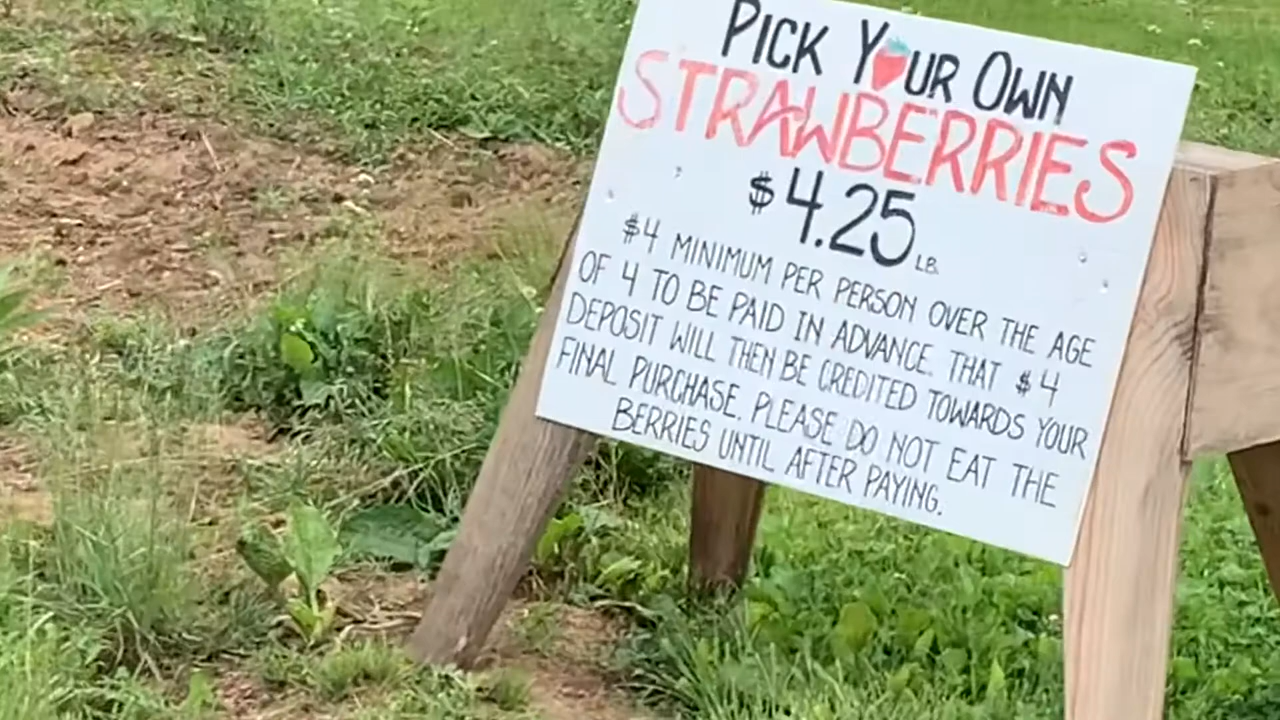 PICK YOUR OWN
STRAWBERRIES
$4.25 LB.
$4 MINIMUM PER PERSON OVER THE AGE
OF 4 TO BE PAID IN ADVANCE. THAT $4
DEPOSIT WILL THEN BE CREDITED TOWARDS YOUR
FINAL PURCHASE. PLEASE DO NOT EAT THE
BERRIES UNTIL AFTER PAYING.